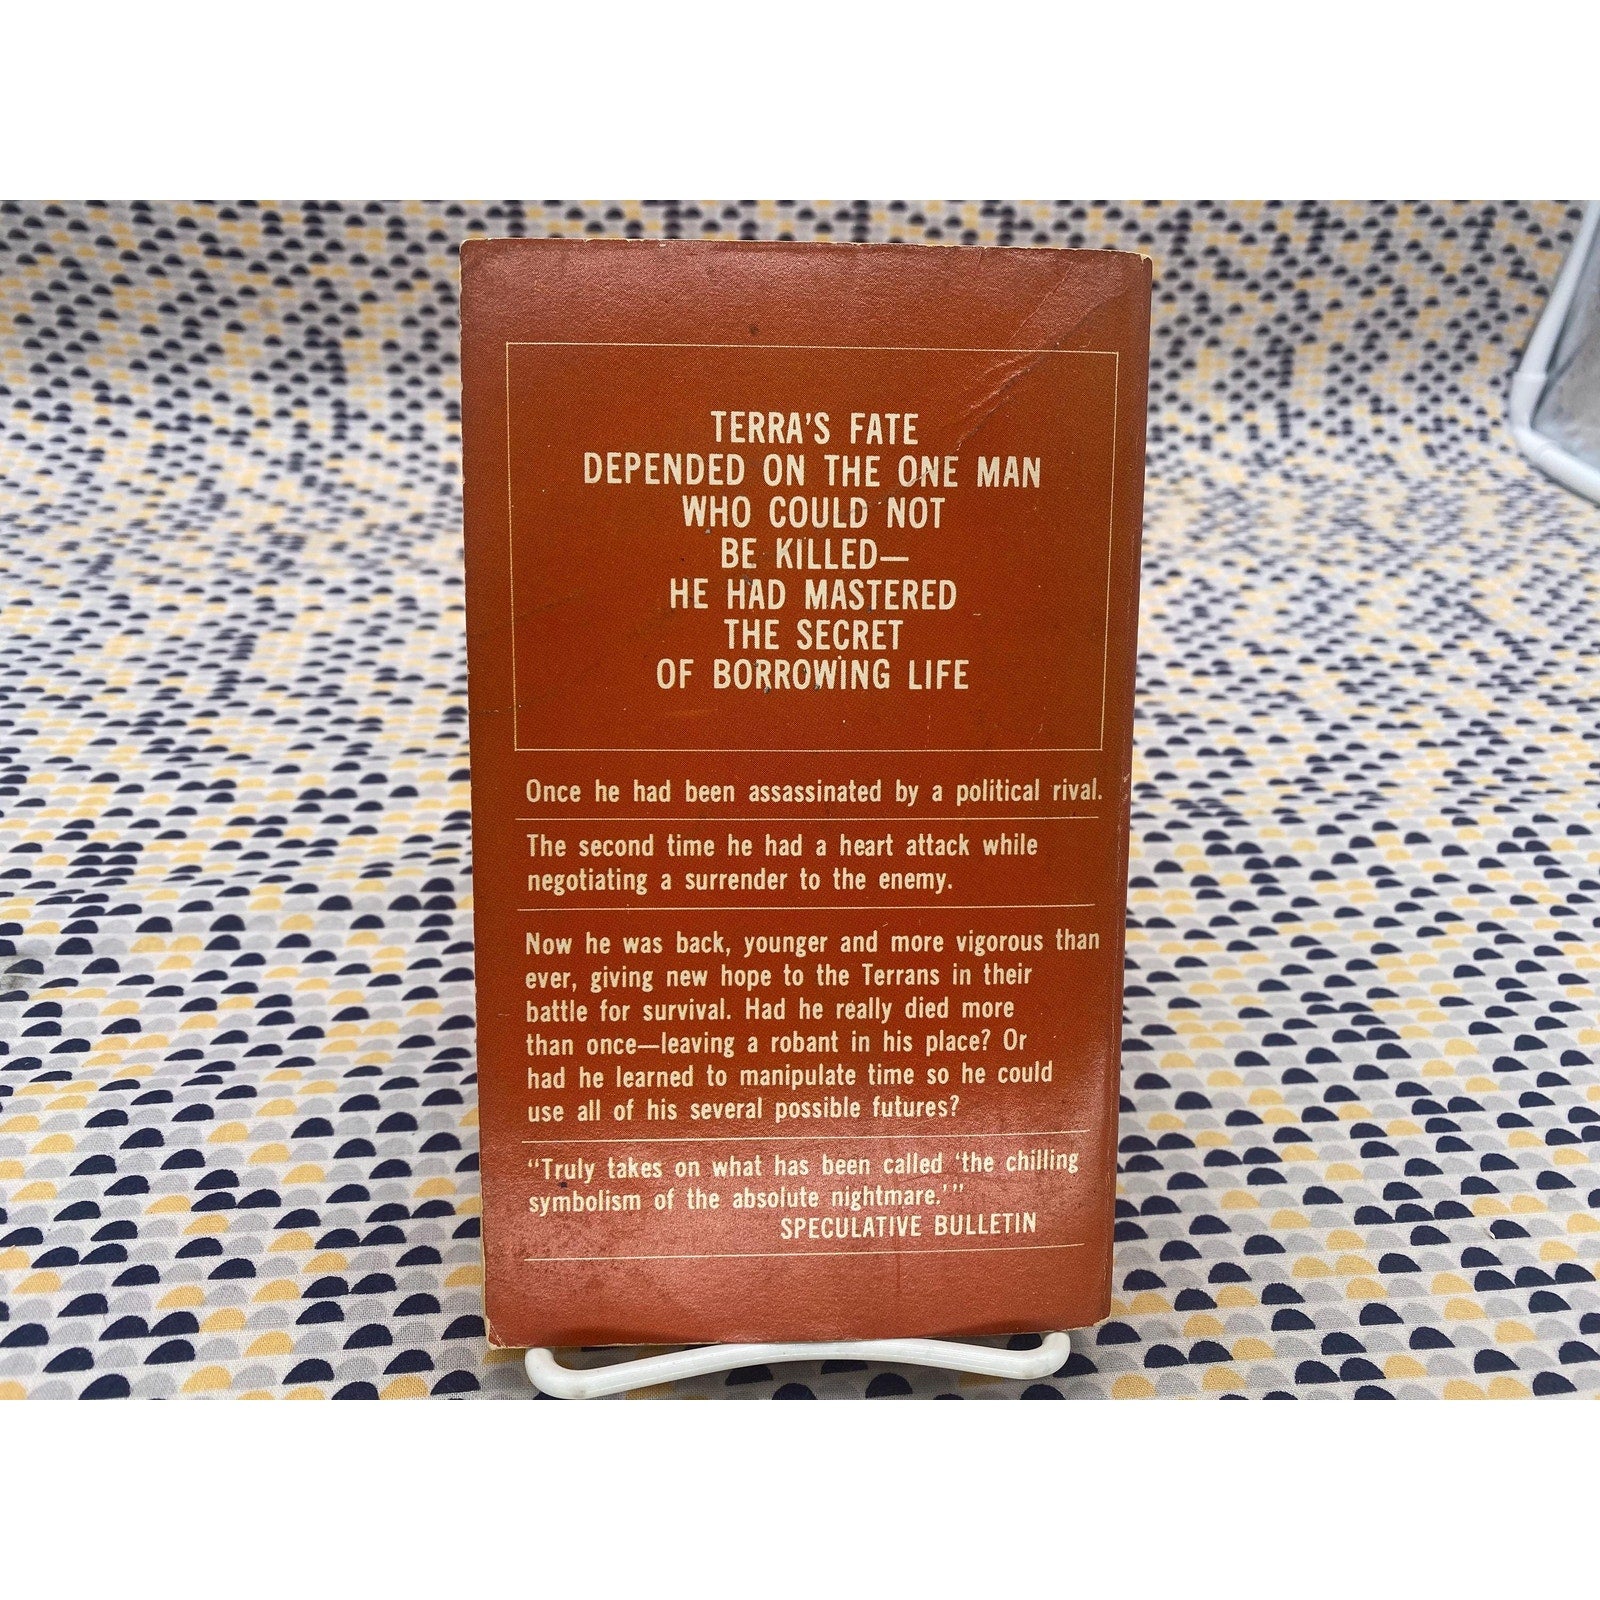 TERRA'S FATE
DEPENDED ON THE ONE MAN
WHO COULD NOT
BE KILLED—
HE HAD MASTERED
THE SECRET
OF BORROWING LIFE
Once he had been assassinated by a political rival.
The second time he had a heart attack while
negotiating a surrender to the enemy.
Now he was back, younger and more vigorous than
ever, giving new hope to the Terrans in their
battle for survival. Had he really died more
than once—leaving a robant in his place? Or
had he learned to manipulate time so he could
use all of his several possible futures?
"Truly takes on what has been called 'the chilling
symbolism of the absolute nightmare.'"
SPECULATIVE BULLETIN